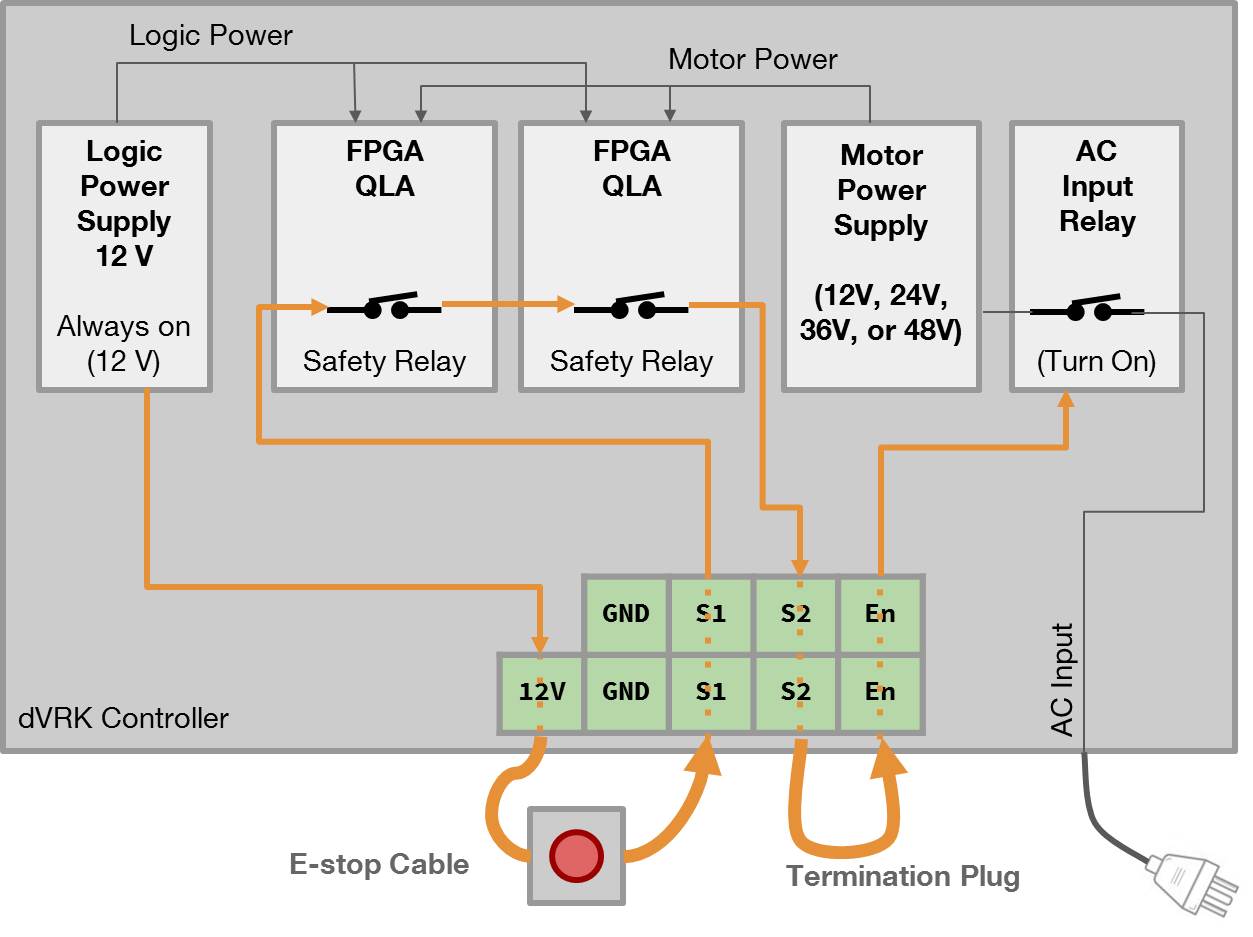 Logic Power
Motor Power
Logic
Power
Supply
12 V
Always on
(12 V)
FPGA
QLA
Safety Relay
FPGA
QLA
Safety Relay
Motor
Power
Supply
(12V, 24V,
36V, or 48V)
AC
Input
Relay
(Turn On)
GND S1 S2 En
12V GND S1 S2 En
dVRK Controller
AC Input
E-stop Cable
Termination Plug